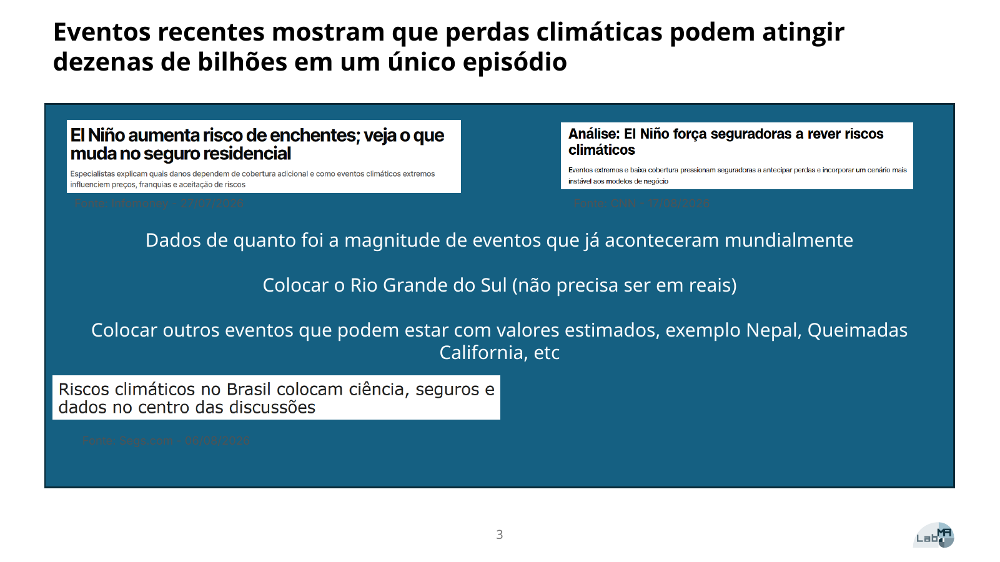 Eventos recentes mostram que perdas climáticas podem atingir
dezenas de bilhões em um único episódio
El Niño aumenta risco de enchentes; veja o que
muda no seguro residencial
Especialistas explicam quais danos dependem de cobertura adicional e como eventos climáticos extremos
influenciem preços, franquias e aceitação de riscos
Fonte: Infomoney - 27/07/2026
Análise: El Niño força seguradoras a rever riscos
climáticos
Eventos extremos e baixa cobertura pressionam seguradoras a antecipar perdas e incorporar um cenário mais
instável aos modelos de negócio
Fonte: CNN - 17/06/2026
Dados de quanto foi a magnitude de eventos que já aconteceram mundialmente
Colocar o Rio Grande do Sul (não precisa ser em reais)
Colocar outros eventos que podem estar com valores estimados, exemplo Nepal, Queimadas
California, etc
Riscos climáticos no Brasil colocam ciência, seguros e
dados no centro das discussões
Fonte: Segs.com - 06/08/2026
3
LabMA